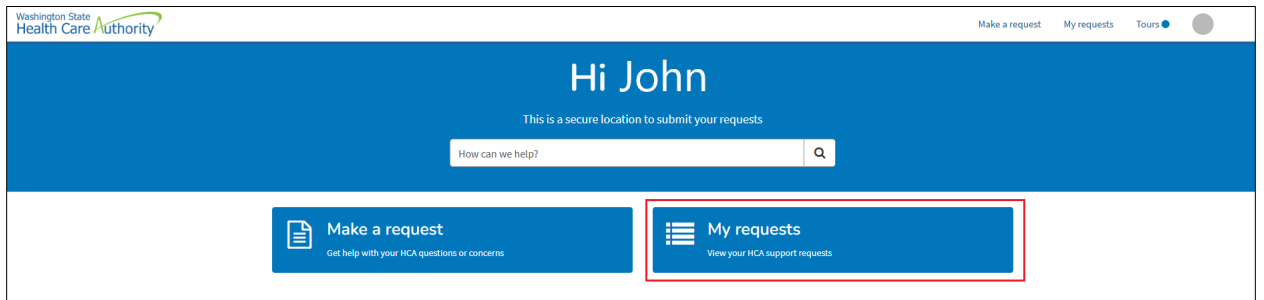 Washington State
Health Care Authority
Make a request
My requests
Tours
Hi John
This is a secure location to submit your requests
How can we help?
Make a request
Get help with your HCA questions or concerns
My requests
View your HCA support requests